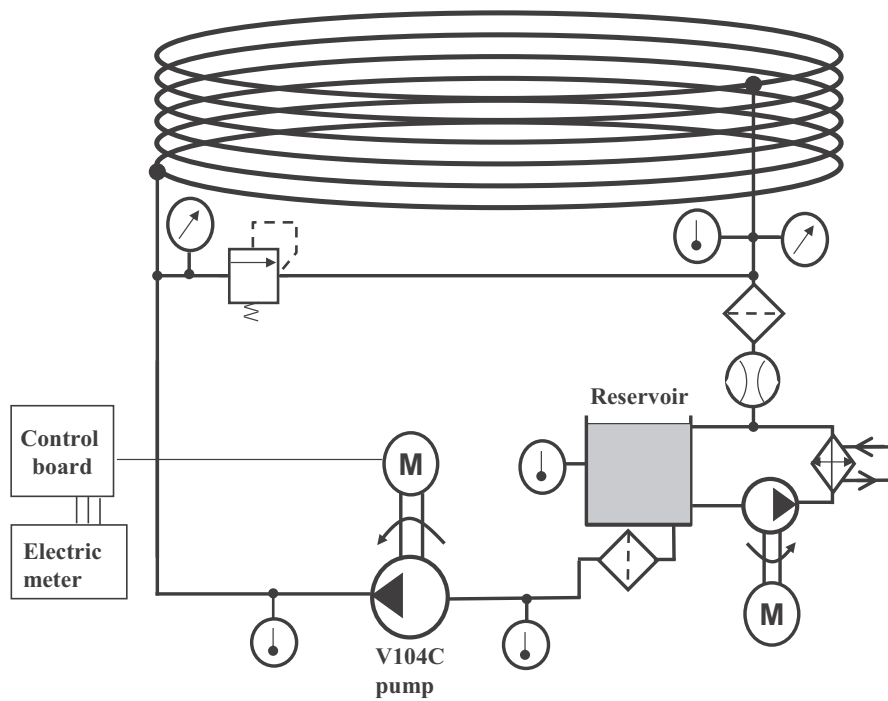 Reservoir
Control
board
M
Electric
meter
M
V104C
pump